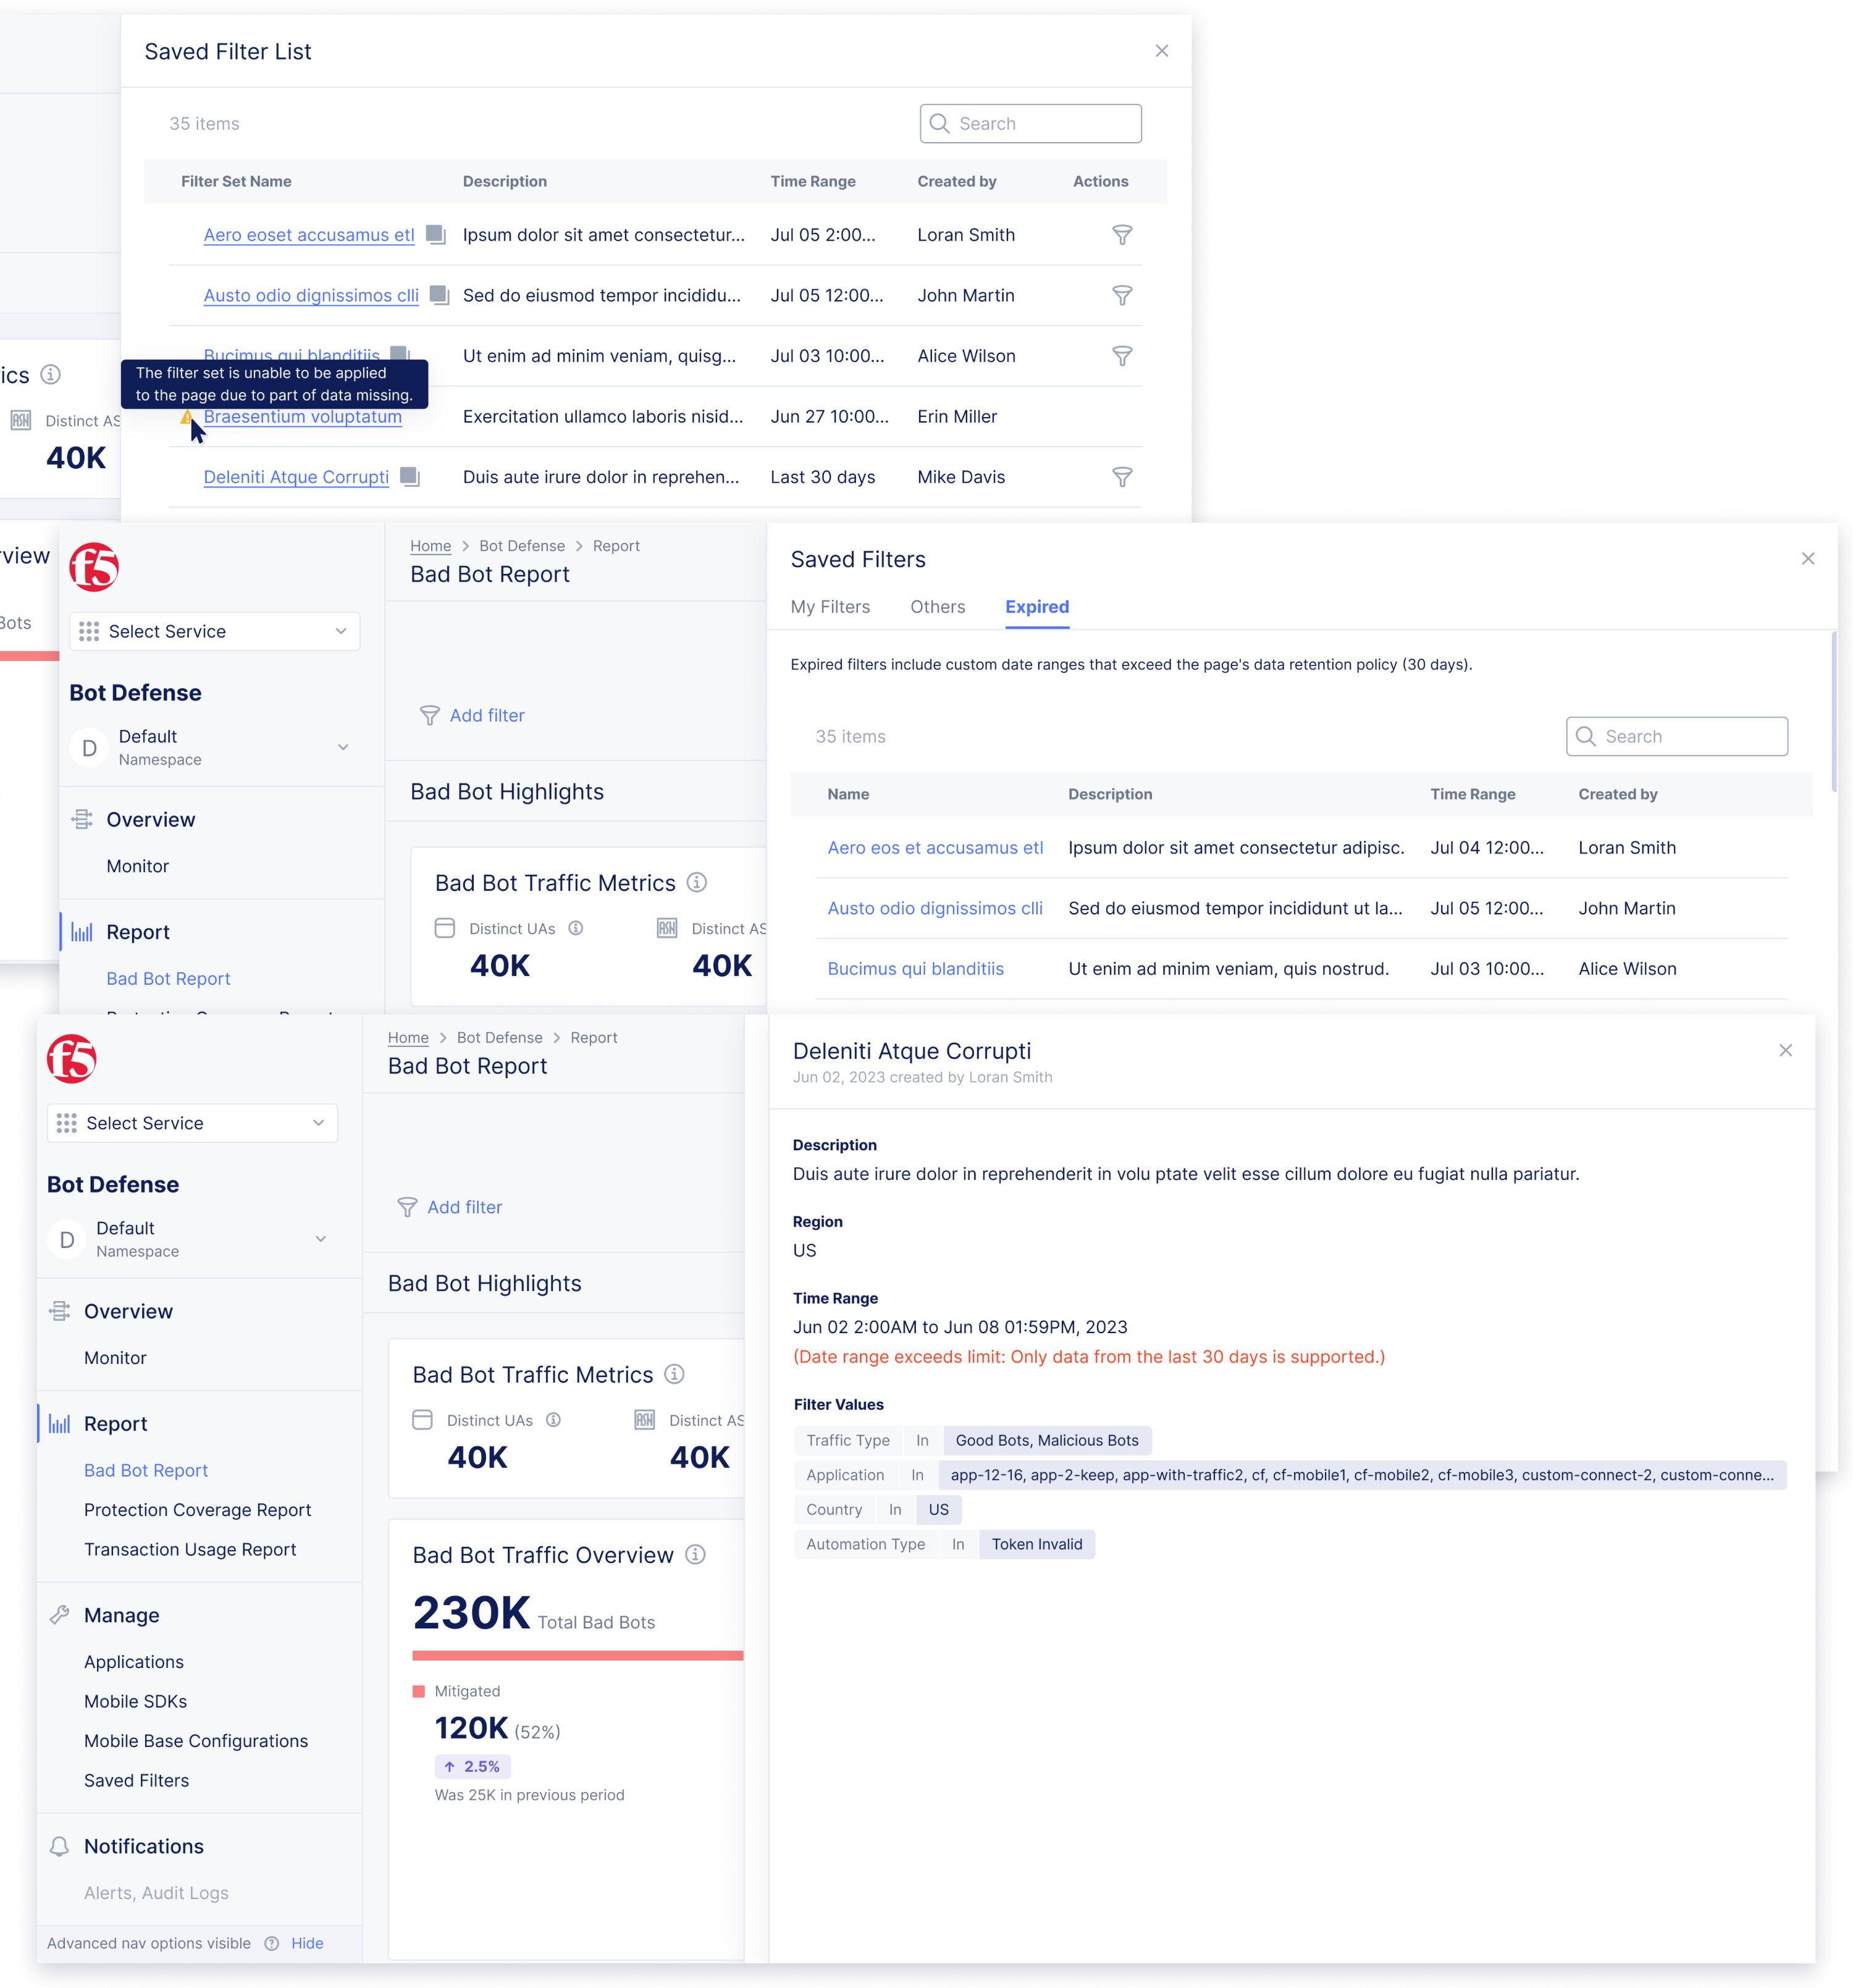 Saved Filter List
35 items
Search
Filter Set Name Description Time Range Created by Actions
Aero eoset accusamus etl Ipsum dolor sit amet consectetur... Jul 05 2:00... Loran Smith
Austo odio dignissimos clli Sed do eiusmod tempor incididu... Jul 05 12:00... John Martin
Bucimus qui blanditiis Ut enim ad minim veniam, quisg... Jul 03 10:00... Alice Wilson
The filter set is unable to be applied
to the page due to part of data missing.
Braesentium voluptatum Exercitation ullamco laboris nisid... Jun 27 10:00... Erin Miller
Deleniti Atque Corrupti Duis aute irure dolor in reprehen... Last 30 days Mike Davis
ics
ASN Distinct AS
40K
rview
Bots
f5
Select Service
Bot Defense
D Default
Namespace
Overview
Monitor
Report
Bad Bot Report
Home > Bot Defense > Report
Bad Bot Report
Add filter
Bad Bot Highlights
Bad Bot Traffic Metrics
Distinct UAs ASN Distinct AS
40K 40K
Saved Filters
My Filters Others Expired
Expired filters include custom date ranges that exceed the page's data retention policy (30 days).
35 items
Search
Name Description Time Range Created by
Aero eos et accusamus etl Ipsum dolor sit amet consectetur adipisc. Jul 04 12:00... Loran Smith
Austo odio dignissimos clli Sed do eiusmod tempor incididunt ut la... Jul 05 12:00... John Martin
Bucimus qui blanditiis Ut enim ad minim veniam, quis nostrud. Jul 03 10:00... Alice Wilson
f5
Select Service
Bot Defense
D Default
Namespace
Overview
Monitor
Report
Bad Bot Report
Protection Coverage Report
Transaction Usage Report
Manage
Applications
Mobile SDKs
Mobile Base Configurations
Saved Filters
Notifications
Alerts, Audit Logs
Advanced nav options visible Hide
Home > Bot Defense > Report
Bad Bot Report
Add filter
Bad Bot Highlights
Bad Bot Traffic Metrics
Distinct UAs ASN Distinct AS
40K 40K
Bad Bot Traffic Overview
230K Total Bad Bots
Mitigated
120K (52%)
↑ 2.5%
Was 25K in previous period
Deleniti Atque Corrupti
Jun 02, 2023 created by Loran Smith
Description
Duis aute irure dolor in reprehenderit in volu ptate velit esse cillum dolore eu fugiat nulla pariatur.
Region
US
Time Range
Jun 02 2:00AM to Jun 08 01:59PM, 2023
(Date range exceeds limit: Only data from the last 30 days is supported.)
Filter Values
Traffic Type In Good Bots, Malicious Bots
Application In app-12-16, app-2-keep, app-with-traffic2, cf, cf-mobile1, cf-mobile2, cf-mobile3, custom-connect-2, custom-conne...
Country In US
Automation Type In Token Invalid